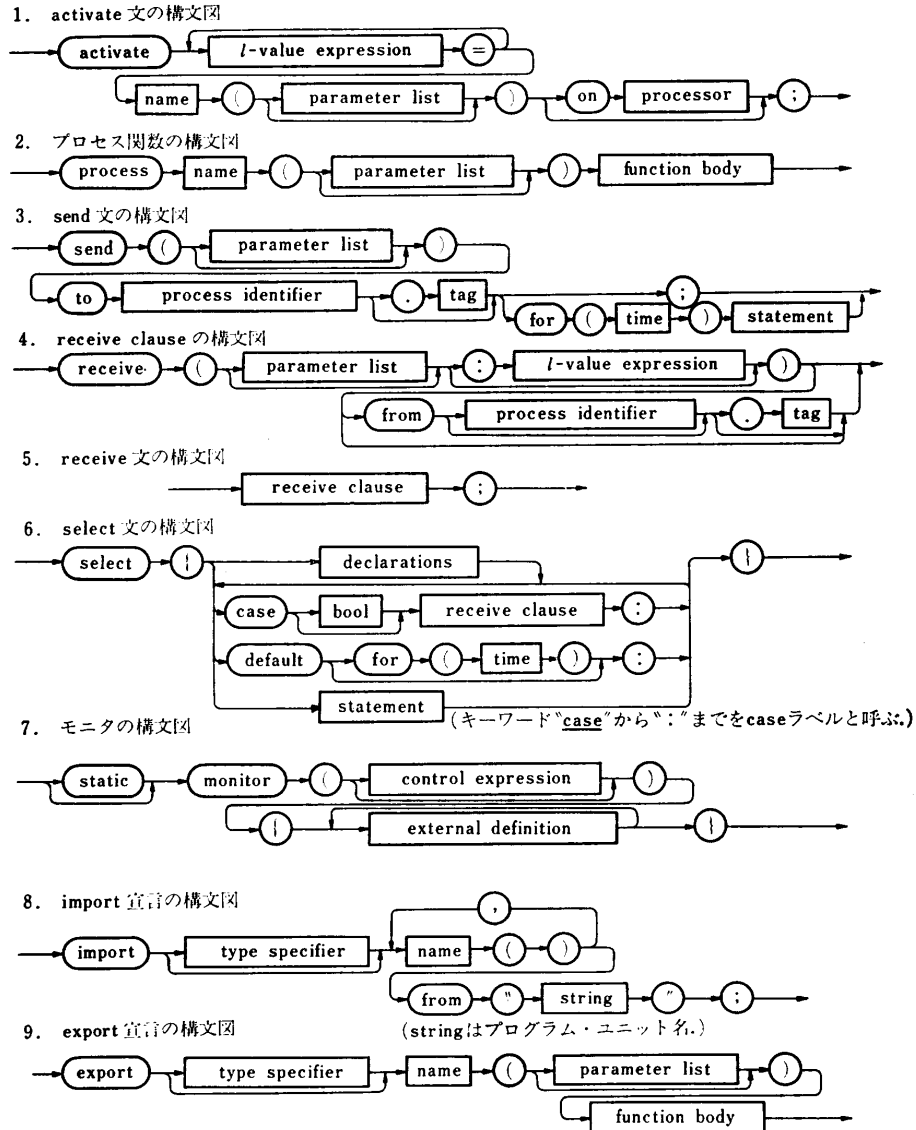 1. activate 文の構文図
activate l-value expression =
name ( parameter list ) on processor ;
2. プロセス関数の構文図
process name ( parameter list ) function body
3. send 文の構文図
send ( parameter list )
to process identifier . tag ;
for ( time ) statement
4. receive clause の構文図
receive ( parameter list : l-value expression )
from process identifier . tag
5. receive 文の構文図
receive clause ;
6. select 文の構文図
select { declarations }
case bool receive clause :
default for ( time ) :
statement
(キーワード"case"から":"までをcaseラベルと呼ぶ.)
7. モニタの構文図
static monitor ( control expression )
{ external definition }
8. import 宣言の構文図
,
import type specifier name ( )
from " string " ;
(stringはプログラム・ユニット名.)
9. export 宣言の構文図
export type specifier name ( parameter list )
function body